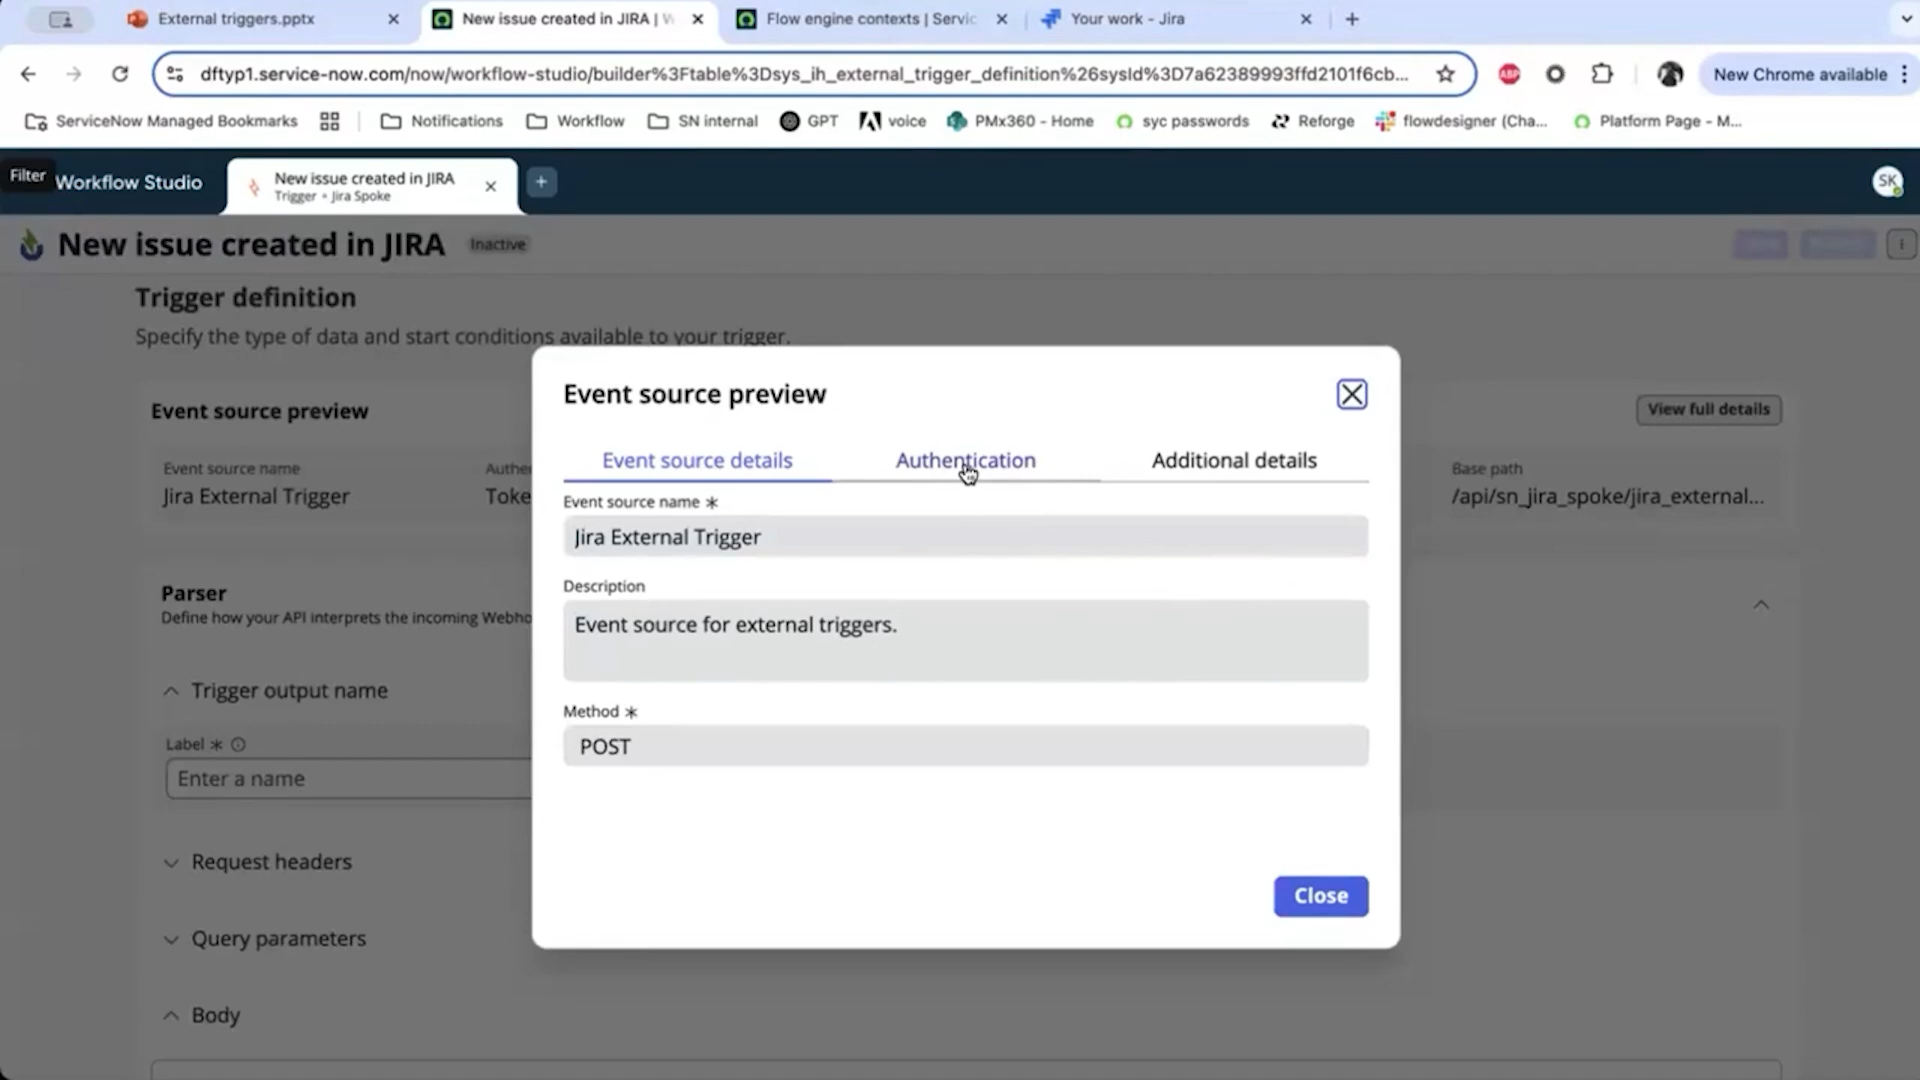 External triggers.pptx
New issue created in JIRA | W
Flow engine contexts | Servic
Your work - Jira
dftyp1.service-now.com/now/workflow-studio/builder%3Ftable%3Dsys_ih_external_trigger_definition%26sysId%3D7a62389993ffd2101f6cb...
ABP
New Chrome available
ServiceNow Managed Bookmarks
Notifications
Workflow
SN internal
GPT
voice
PMx360 - Home
syc passwords
Reforge
flowdesigner (Cha...
Platform Page - M...
Filter
Workflow Studio
New issue created in JIRA
Trigger • Jira Spoke
SK
New issue created in JIRA
Inactive
Trigger definition
Specify the type of data and start conditions available to your trigger.
Event source preview
View full details
Event source name
Jira External Trigger
Authe
Toke
Base path
/api/sn_jira_spoke/jira_external...
Parser
Define how your API interprets the incoming Webho
Trigger output name
Label *
Enter a name
Request headers
Query parameters
Body
Event source preview
Event source details
Authentication
Additional details
Event source name *
Jira External Trigger
Description
Event source for external triggers.
Method *
POST
Close